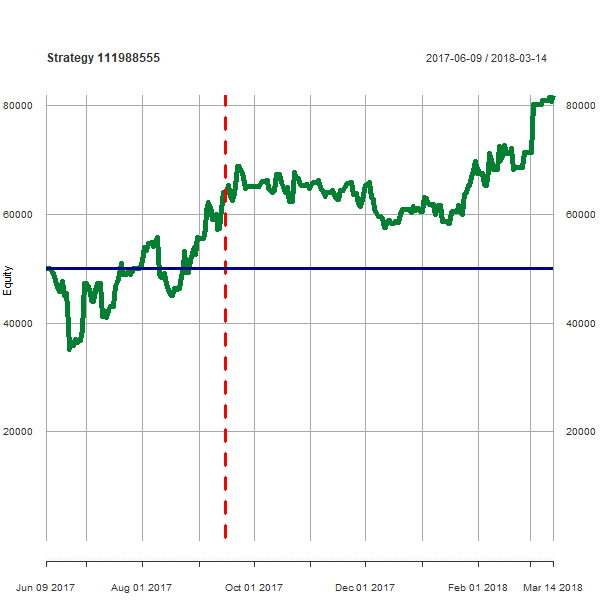 Strategy 111988555
2017-06-09 / 2018-03-14
80000 80000
60000 60000
Equity
40000 40000
20000 20000
Jun 09 2017 Aug 01 2017 Oct 01 2017 Dec 01 2017 Feb 01 2018 Mar 14 2018